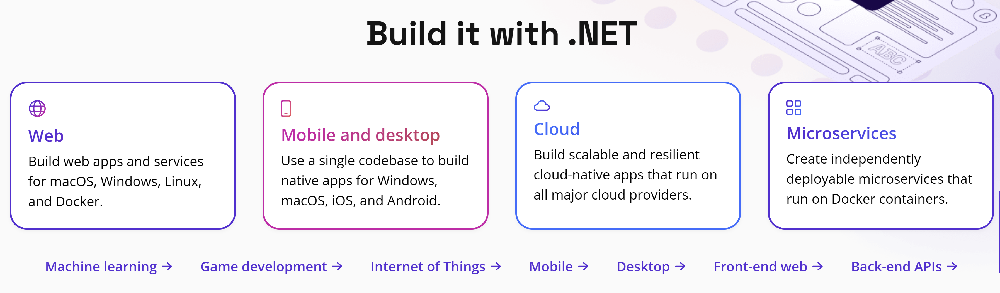 Build it with .NET
ABC
Web
Build web apps and services
for macOS, Windows, Linux,
and Docker.
Mobile and desktop
Use a single codebase to build
native apps for Windows,
macOS, iOS, and Android.
Cloud
Build scalable and resilient
cloud-native apps that run on
all major cloud providers.
Microservices
Create independently
deployable microservices that
run on Docker containers.
Machine learning →
Game development →
Internet of Things →
Mobile →
Desktop →
Front-end web →
Back-end APIs →